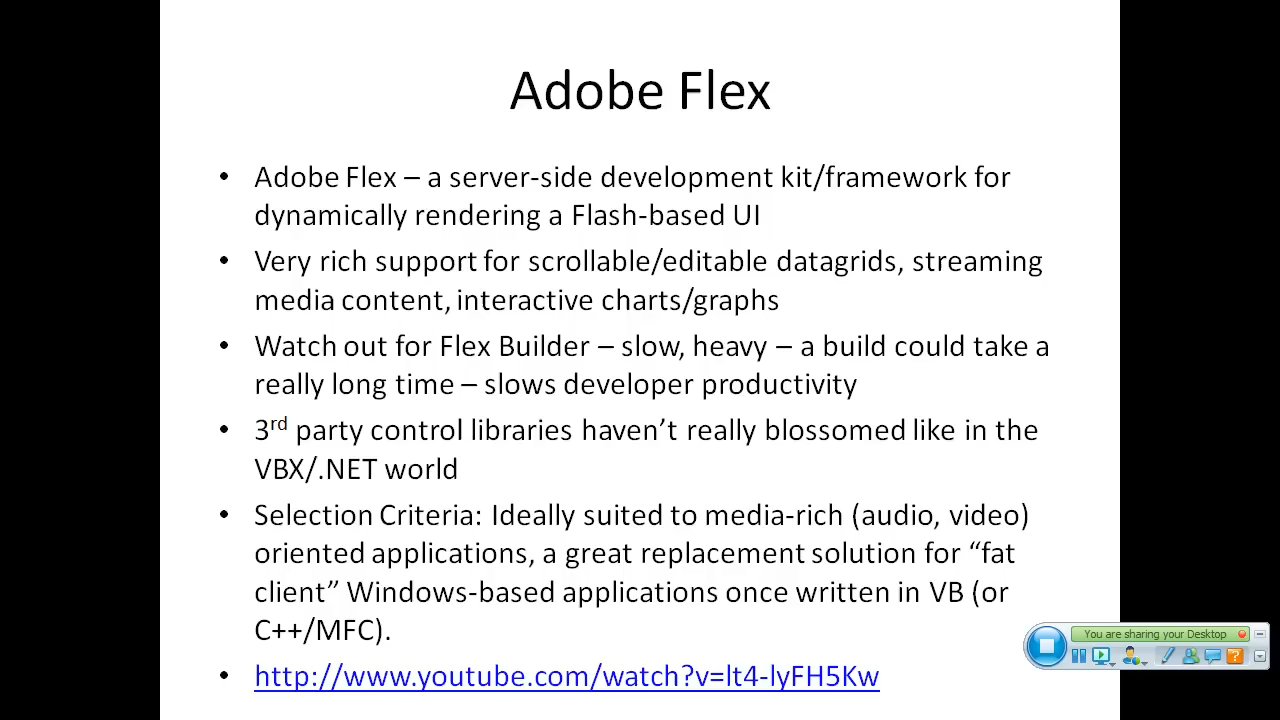 Adobe Flex
• Adobe Flex – a server-side development kit/framework for
dynamically rendering a Flash-based UI
• Very rich support for scrollable/editable datagrids, streaming
media content, interactive charts/graphs
• Watch out for Flex Builder – slow, heavy – a build could take a
really long time – slows developer productivity
• 3rd party control libraries haven’t really blossomed like in the
VBX/.NET world
• Selection Criteria: Ideally suited to media-rich (audio, video)
oriented applications, a great replacement solution for “fat
client” Windows-based applications once written in VB (or
C++/MFC).
You are sharing your Desktop
• http://www.youtube.com/watch?v=lt4-lyFH5Kw